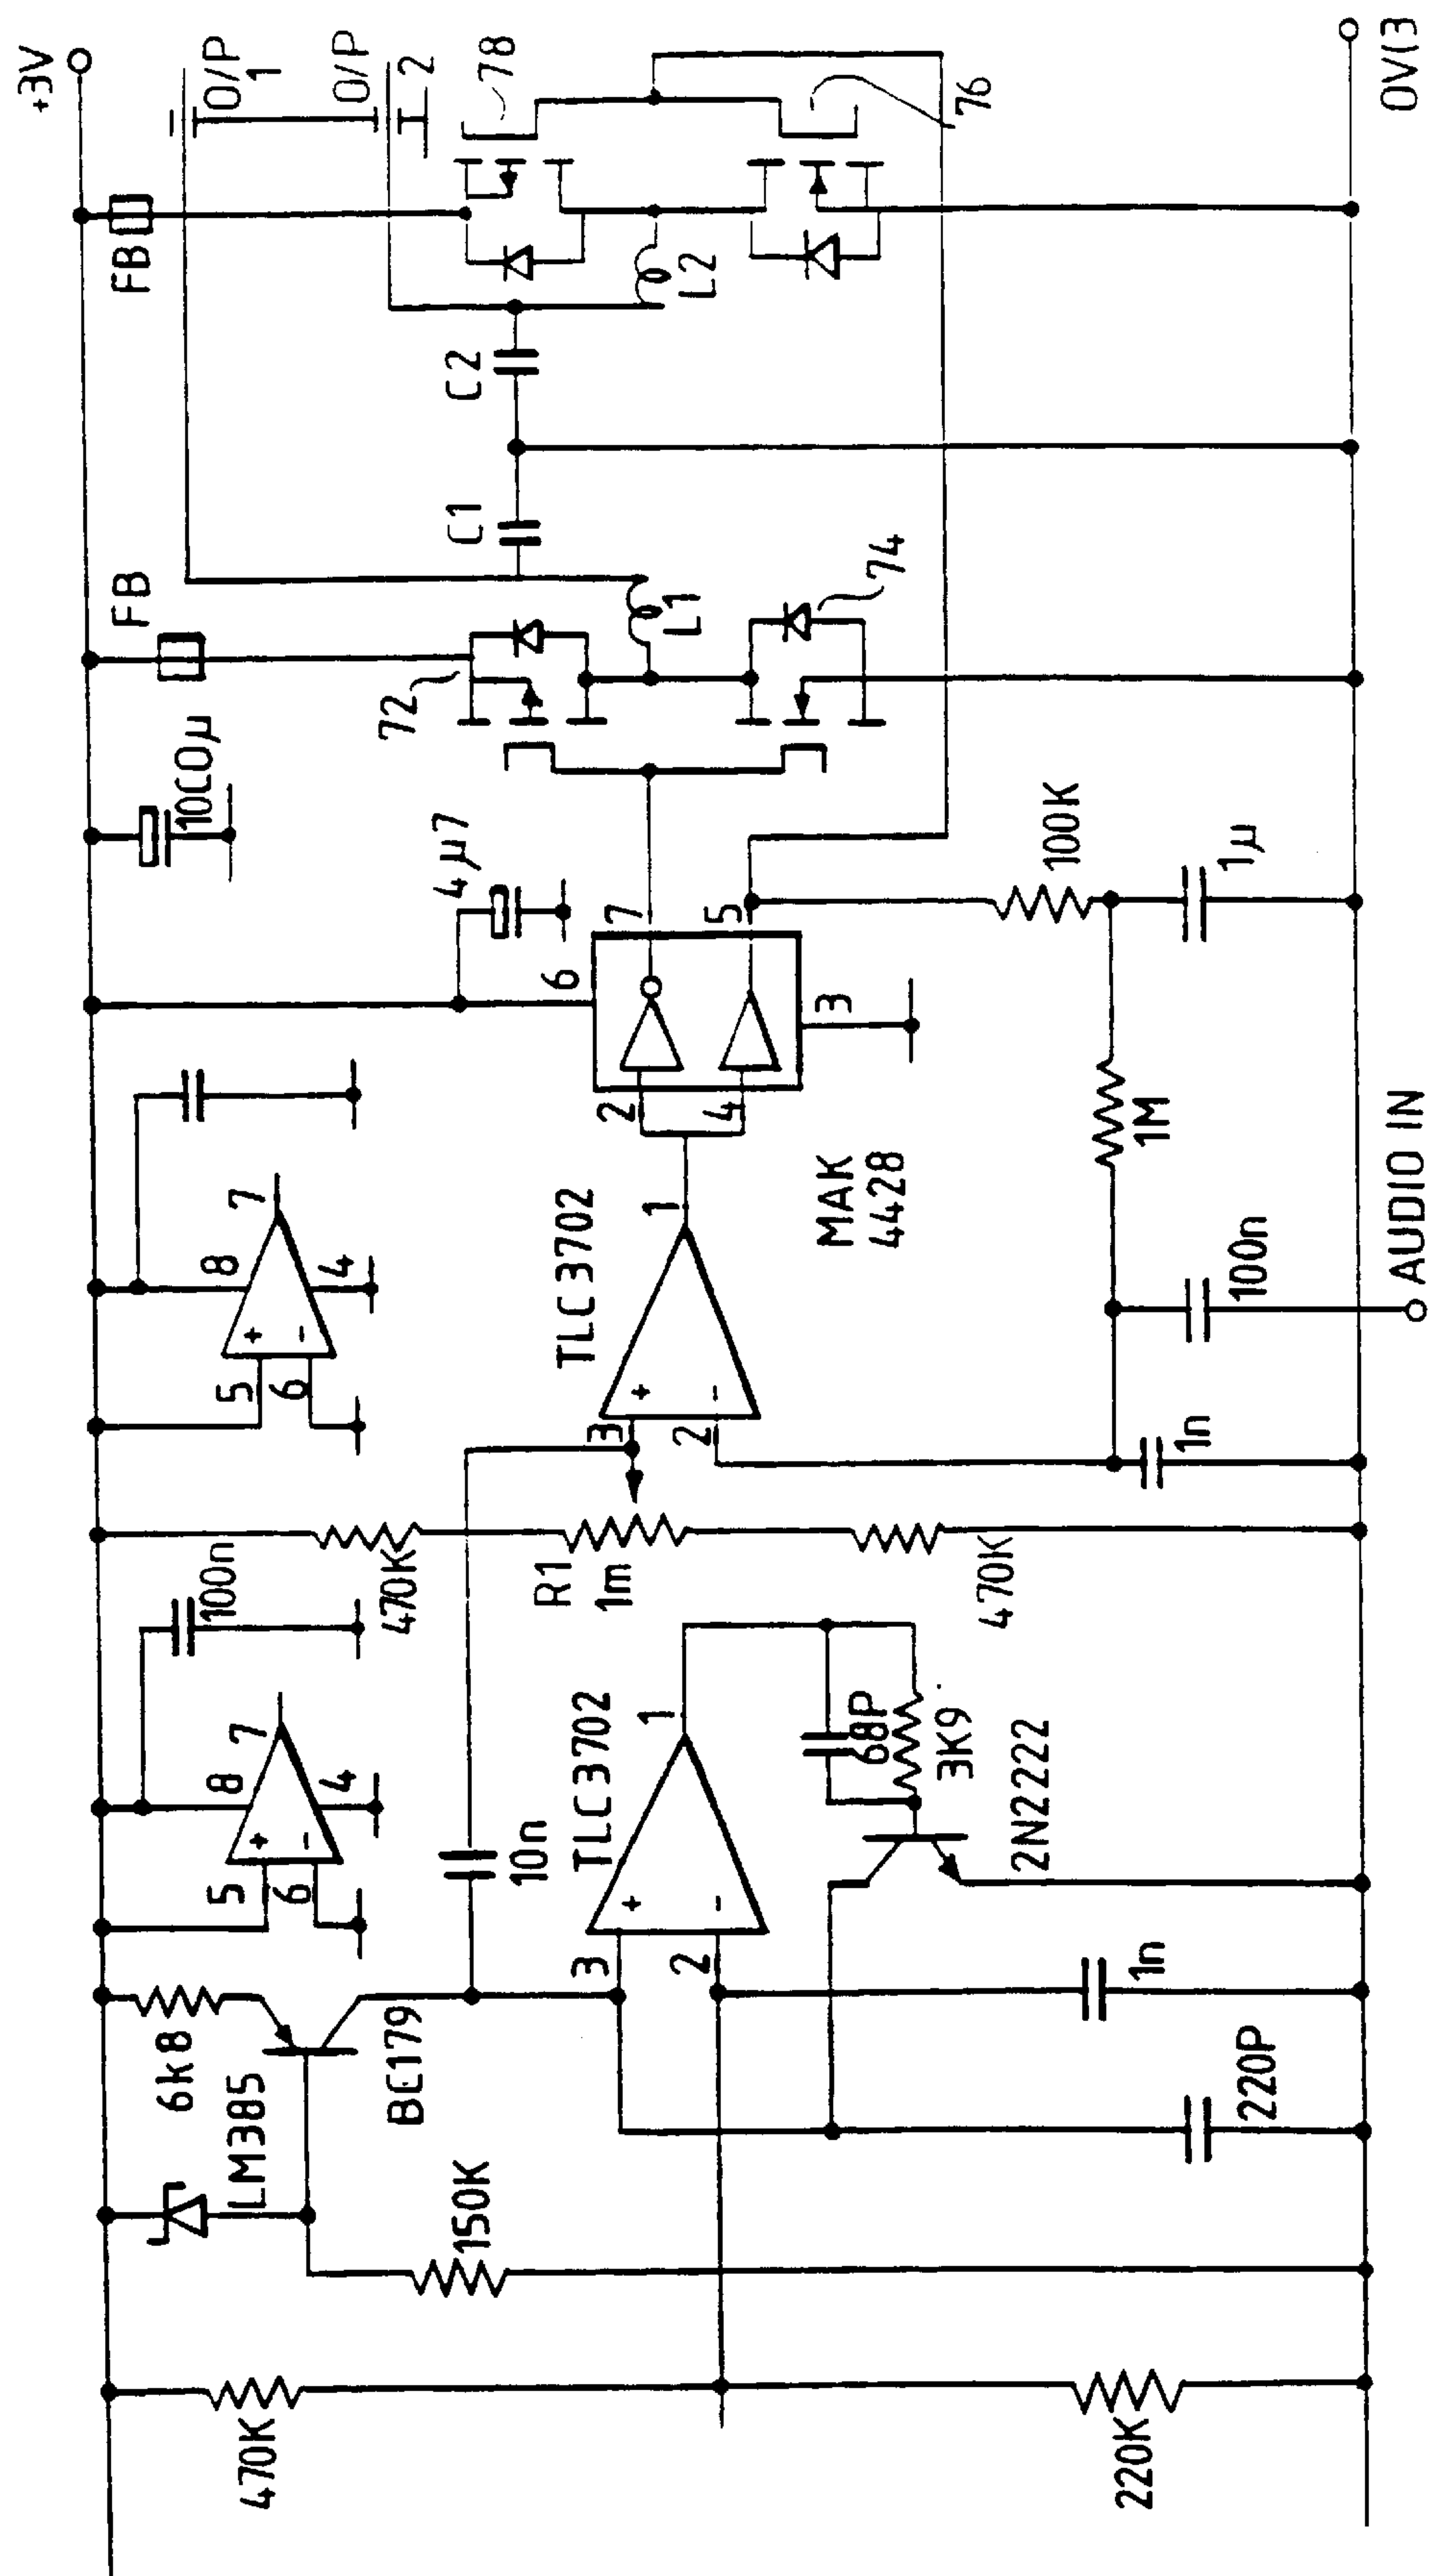 +3V
O/P
1
O/P
2
78
76
0V(3
FB
L2
C2
C1
FB
L1
74
72
10C0µ
4µ7
7
5
6
3
2
4
100K
1µ
1M
MAK
4428
TLC3702
1
3
2
+
-
7
8
4
+
-
5
6
100n
AUDIO IN
1n
470K
R1
1m
470K
100n
7
8
4
+
-
5
6
10n
TLC3702
1
+
-
3
2
68P
3K9
2N2222
1n
220P
6k8
BC179
LM385
150K
470K
220K